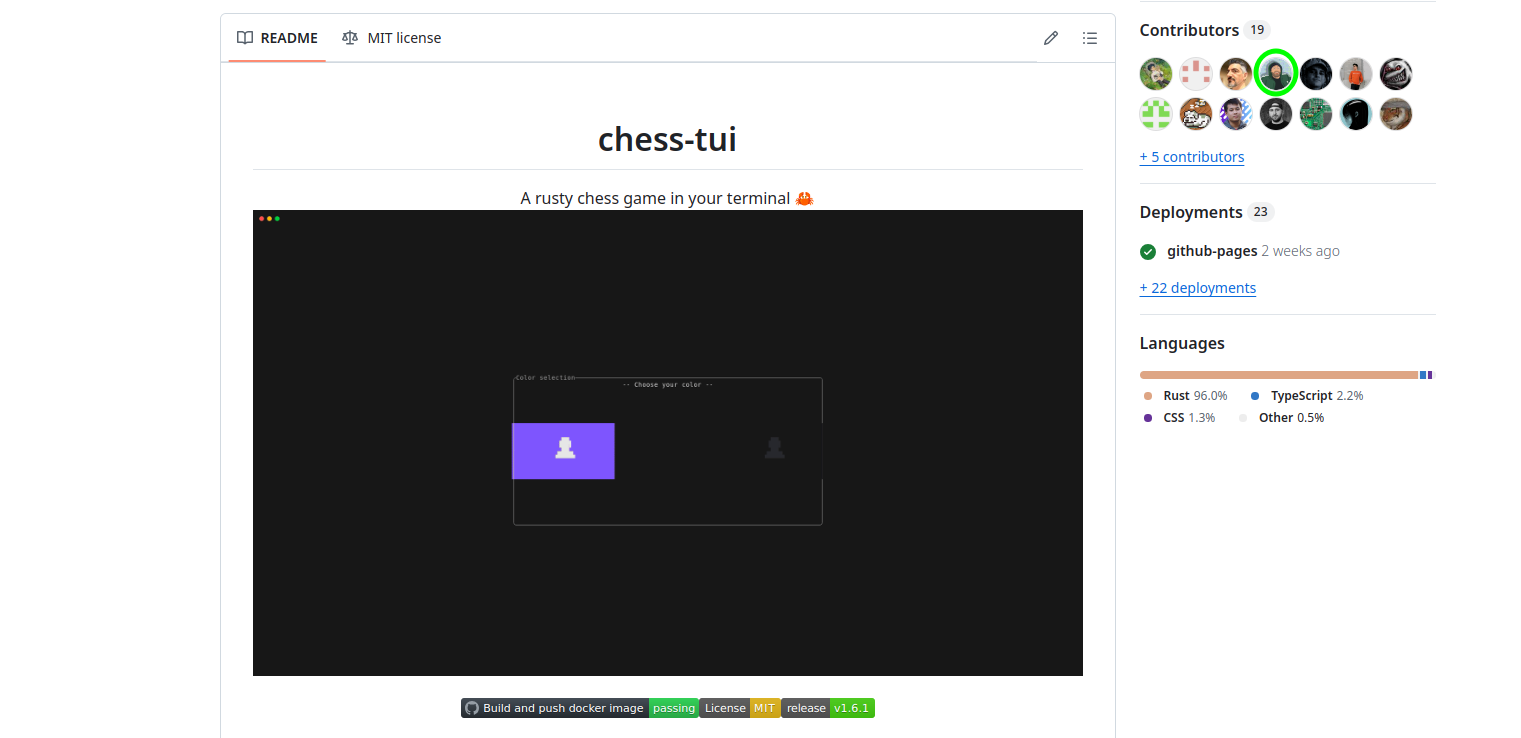 README
MIT license
chess-tui
A rusty chess game in your terminal 🦀
Color selection
-- Choose your color --
Build and push docker image passing License MIT release v1.6.1
Contributors 19
+ 5 contributors
Deployments 23
github-pages 2 weeks ago
+ 22 deployments
Languages
Rust 96.0% TypeScript 2.2%
CSS 1.3% Other 0.5%